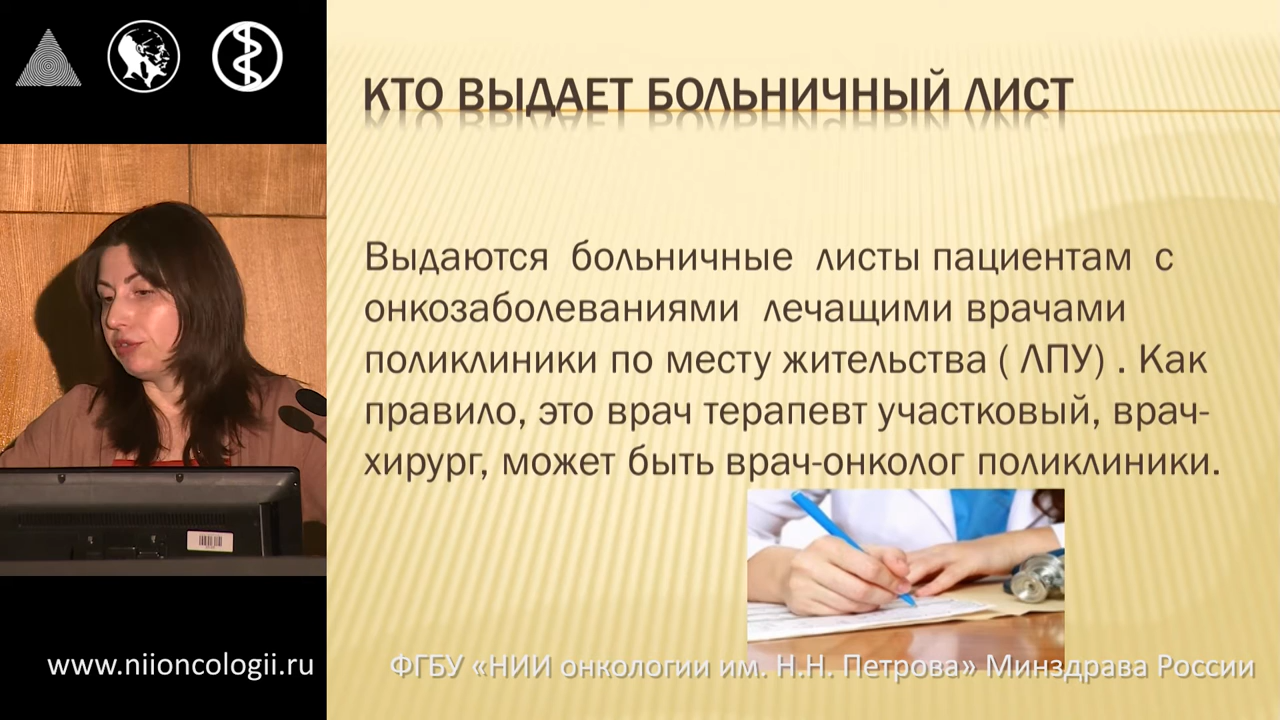 КТО ВЫДАЕТ БОЛЬНИЧНЫЙ ЛИСТ
Выдаются больничные листы пациентам с
онкозаболеваниями лечащими врачами
поликлиники по месту жительства ( ЛПУ) . Как
правило, это врач терапевт участковый, врач-
хирург, может быть врач-онколог поликлиники.
www.niioncologii.ru
ФГБУ «НИИ онкологии им. Н.Н. Петрова» Минздрава России